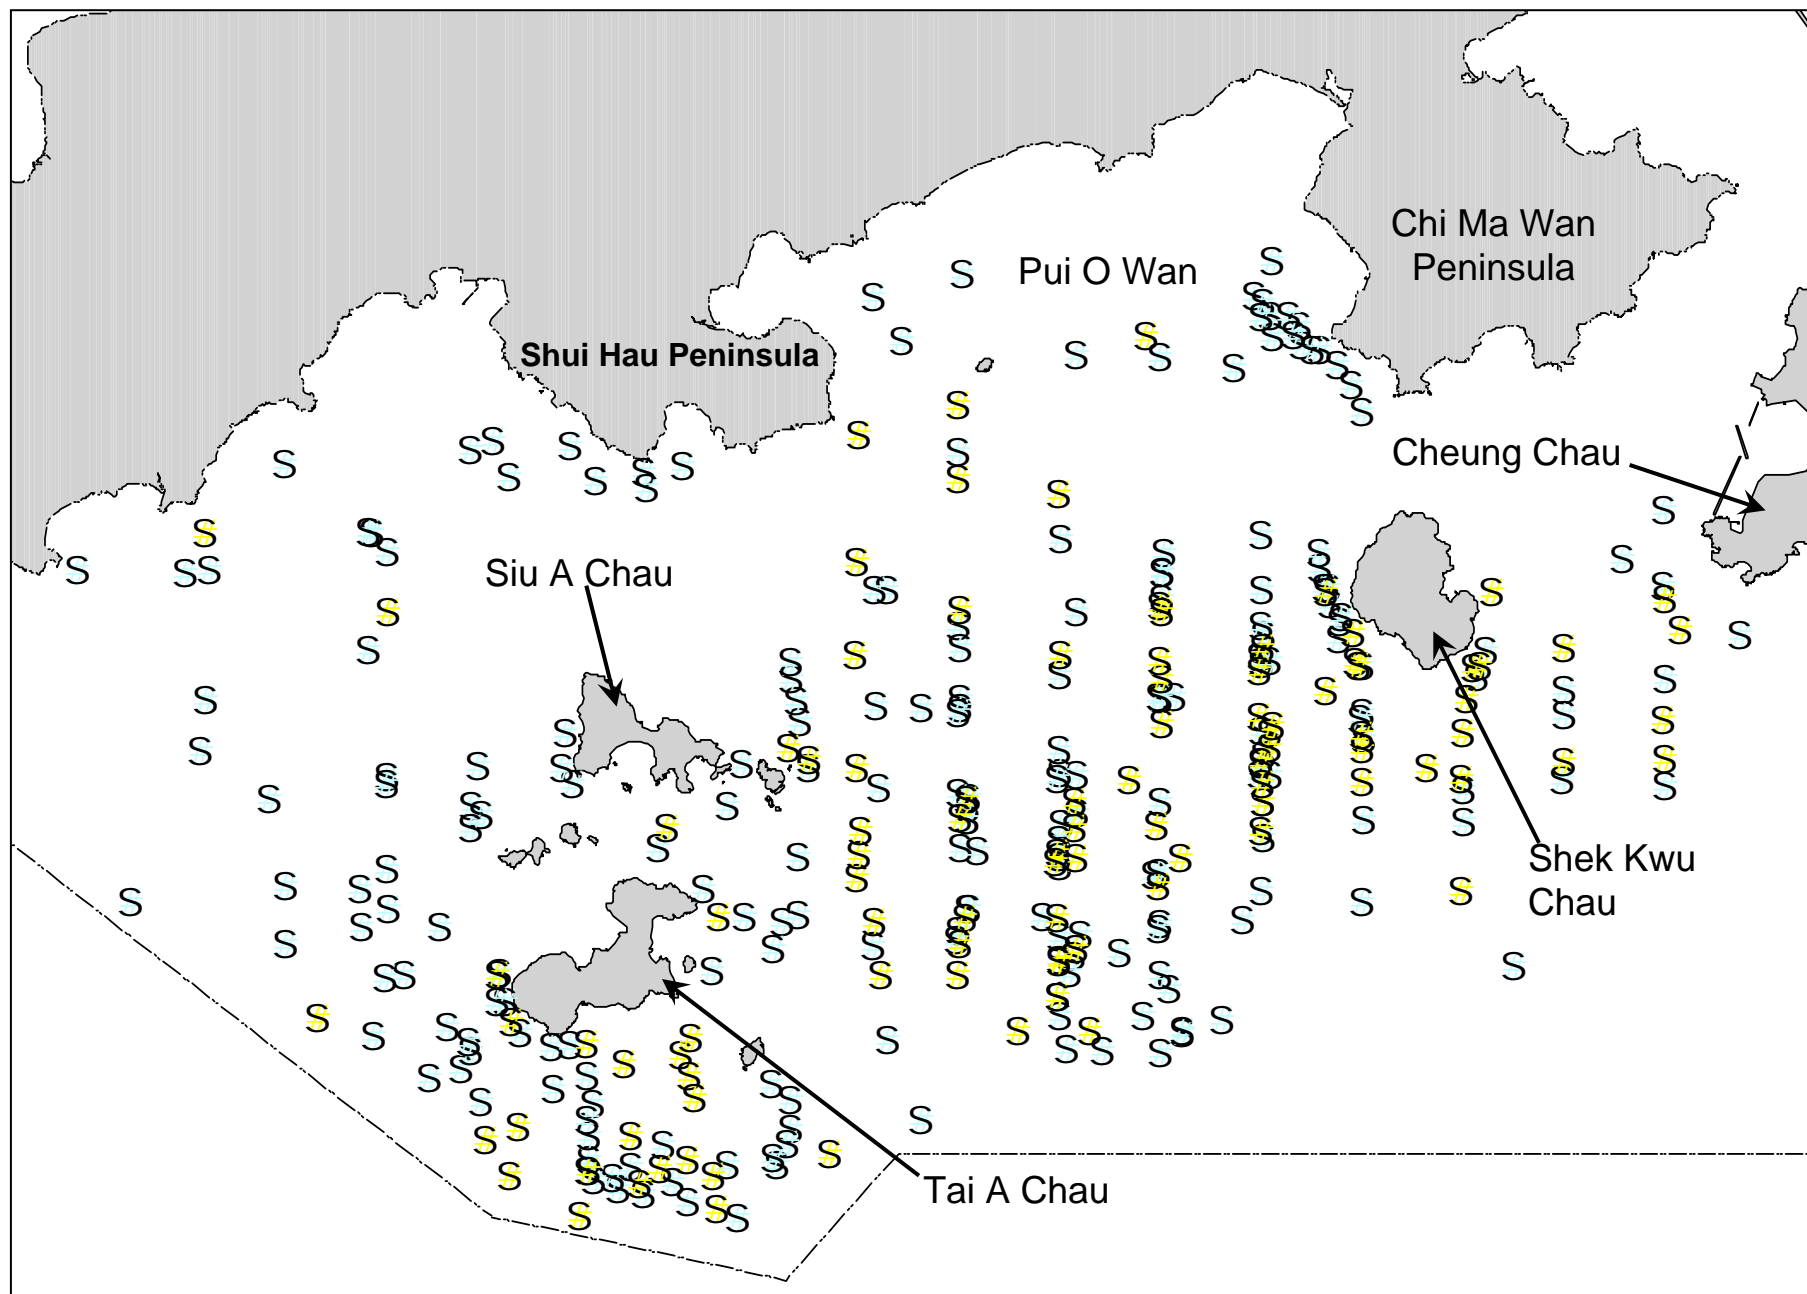 Chi Ma Wan
Peninsula
Pui O Wan
Shui Hau Peninsula
Cheung Chau
Siu A Chau
Shek Kwu
Chau
Tai A Chau